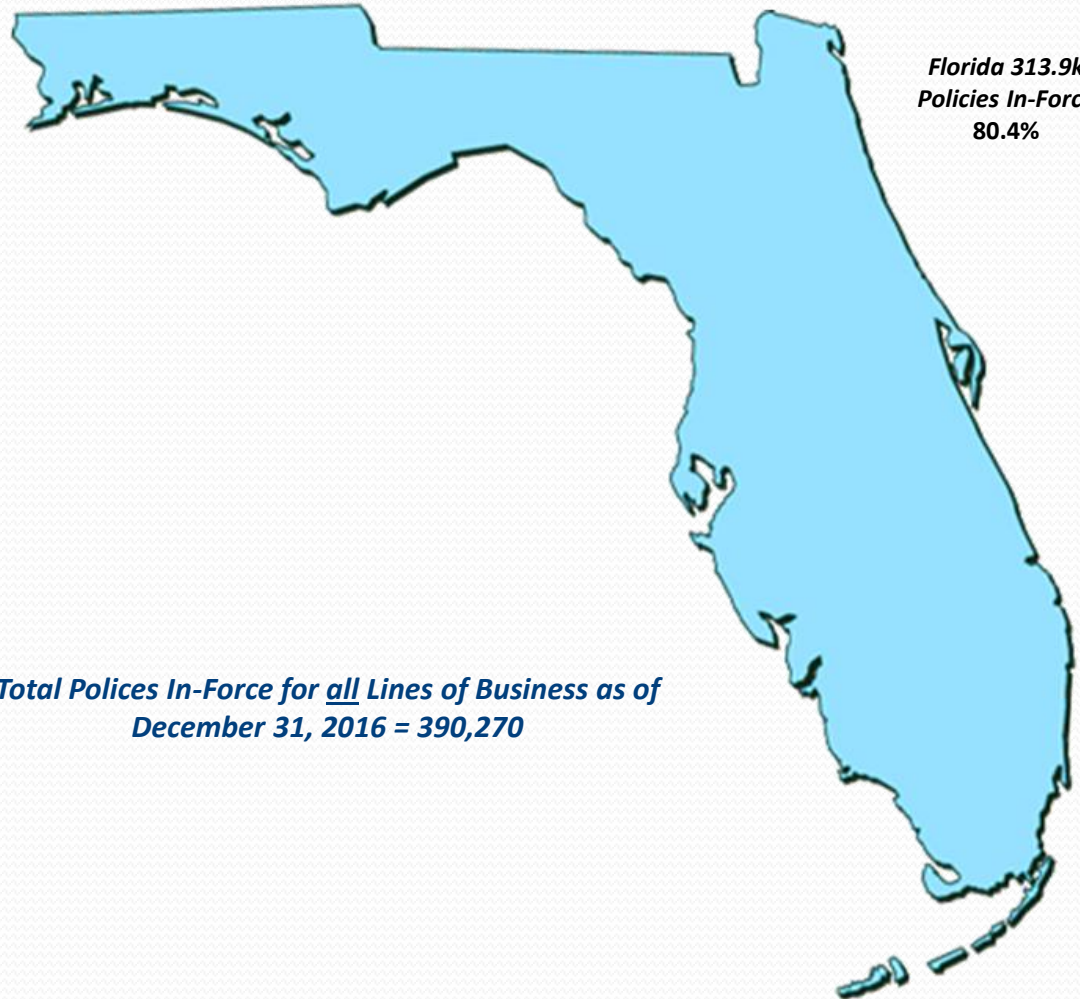 Florida 313.9k
Policies In-Forc
80.4%
Total Polices In-Force for all Lines of Business as of
December 31, 2016 = 390,270